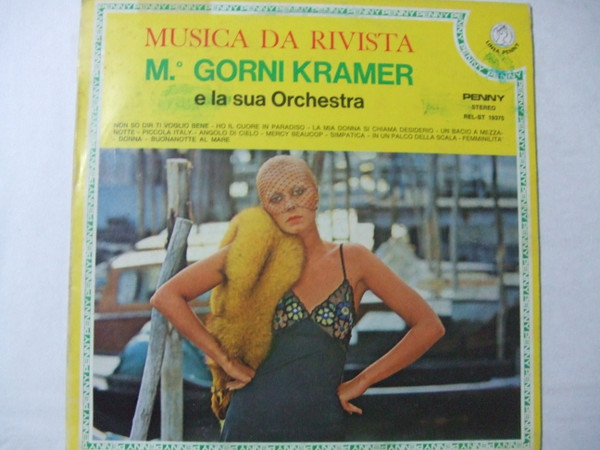 MUSICA DA RIVISTA
M.° GORNI KRAMER
e la sua Orchestra
PENNY
STEREO
REL-ST 19375
NON SO DIR TI VOGLIO BENE - HO IL CUORE IN PARADISO - LA MIA DONNA SI CHIAMA DESIDERIO - UN BACIO A MEZZA-
NOTTE - PICCOLA ITALY - ANGOLO DI CIELO - MERCY BEAUCOP - SIMPATICA - IN UN PALCO DELLA SCALA - FEMMINILITA'
- DONNA - BUONANOTTE AL MARE